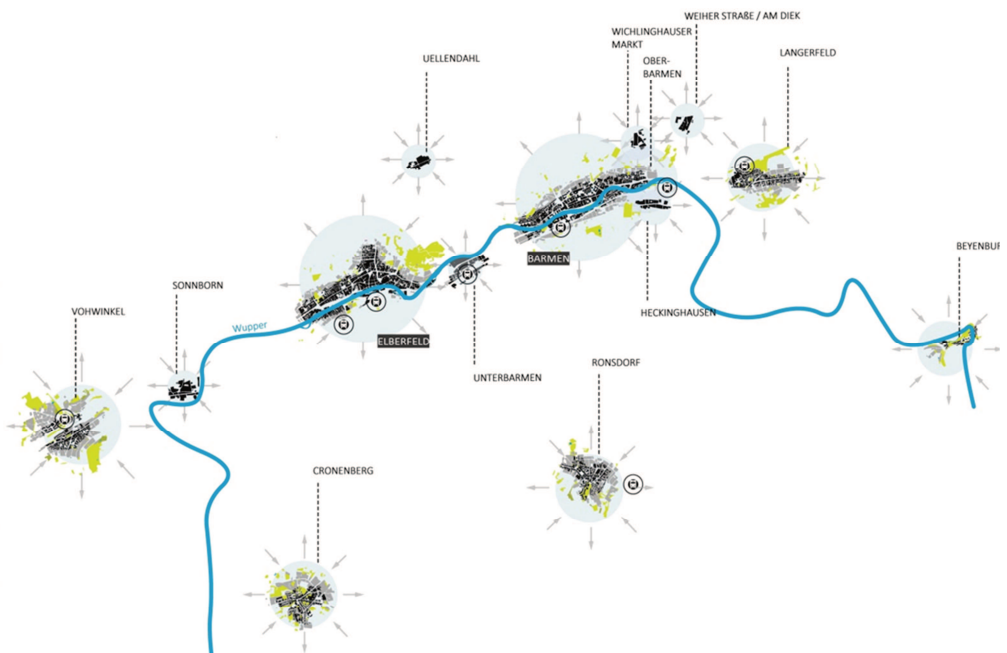 WEIHER STRAßE / AM DIEK
WICHLINGHAUSER
MARKT
OBER-
BARMEN
LANGERFELD
UELLENDAHL
BEYENBUR
SONNBORN
VOHWINKEL
Wupper
BARMEN
HECKINGHAUSEN
ELBERFELD
UNTERBARMEN
RONSDORF
CRONENBERG